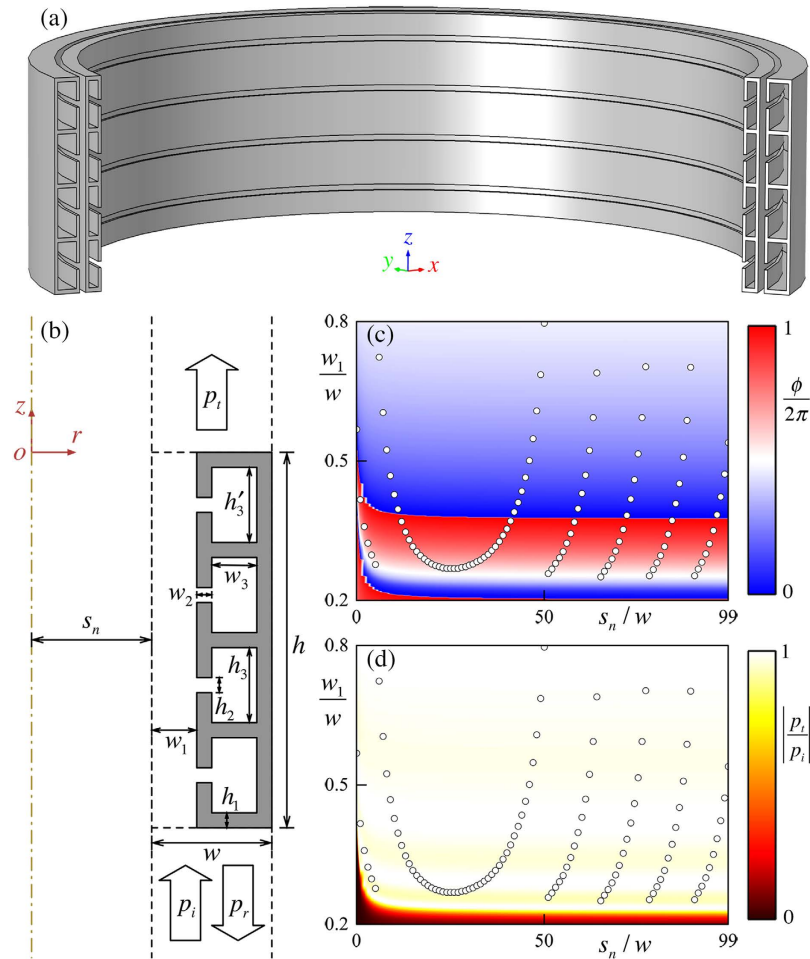 (a)
z
y
x
(b)
p_t
z
o
r
h'_3
w_3
w_2
s_n
h
h_3
h_2
w_1
h_1
w
p_i
p_r
(c)
0.8
w_1/w
0.5
0.2
0
50
s_n / w
99
1
ϕ/2π
0
(d)
0.8
w_1/w
0.5
0.2
0
50
s_n / w
99
1
|p_t/p_i|
0